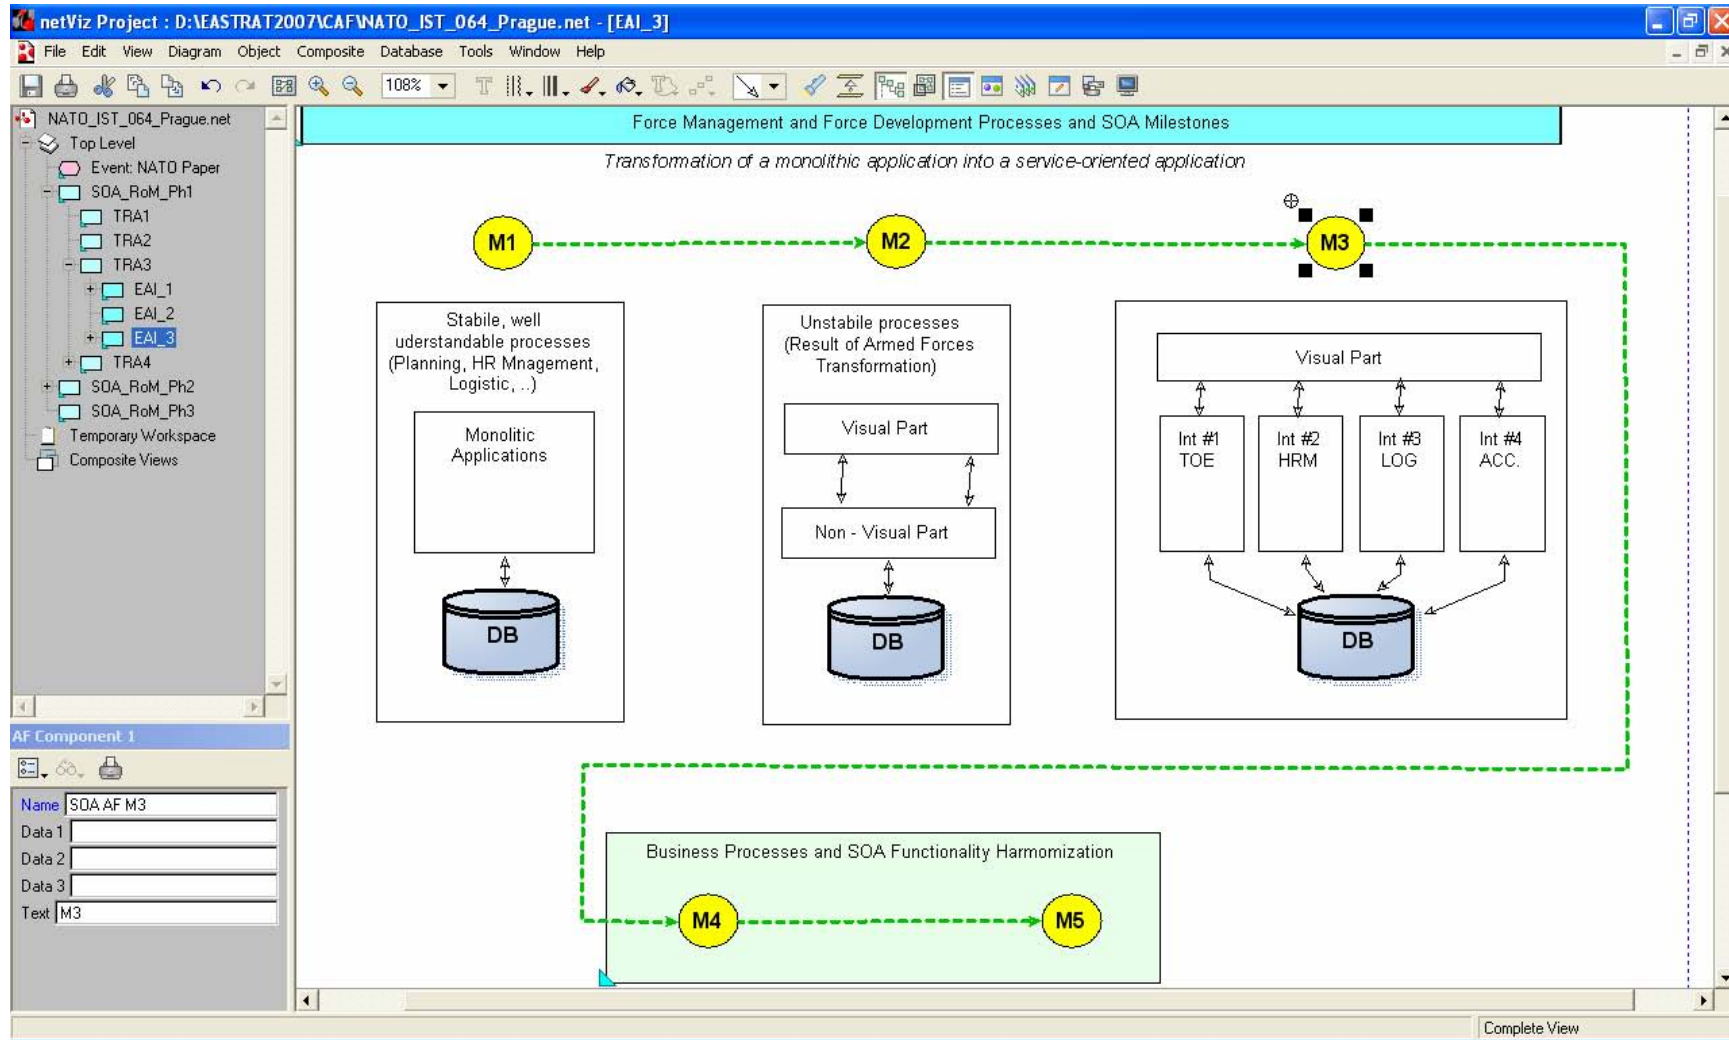 netViz Project : D:\EASTRAT2007\CAF\NATO_IST_064_Prague.net - [EAI_3]
File Edit View Diagram Object Composite Database Tools Window Help
108%
NATO_IST_064_Prague.net
Top Level
Event: NATO Paper
SOA_RoM_Ph1
TRA1
TRA2
TRA3
EAI_1
EAI_2
EAI_3
TRA4
SOA_RoM_Ph2
SOA_RoM_Ph3
Temporary Workspace
Composite Views
AF Component 1
Name SOA AF M3
Data 1
Data 2
Data 3
Text M3
Force Management and Force Development Processes and SOA Milestones
Transformation of a monolithic application into a service-oriented application
M1
M2
M3
Stabile, well
uderstandable processes
(Planning, HR Mnagement,
Logistic, ..)
Monolitic
Applications
DB
Unstabile processes
(Result of Armed Forces
Transformation)
Visual Part
Non - Visual Part
DB
Visual Part
Int #1
TOE
Int #2
HRM
Int #3
LOG
Int #4
ACC.
DB
Business Processes and SOA Functionality Harmomization
M4
M5
Complete View